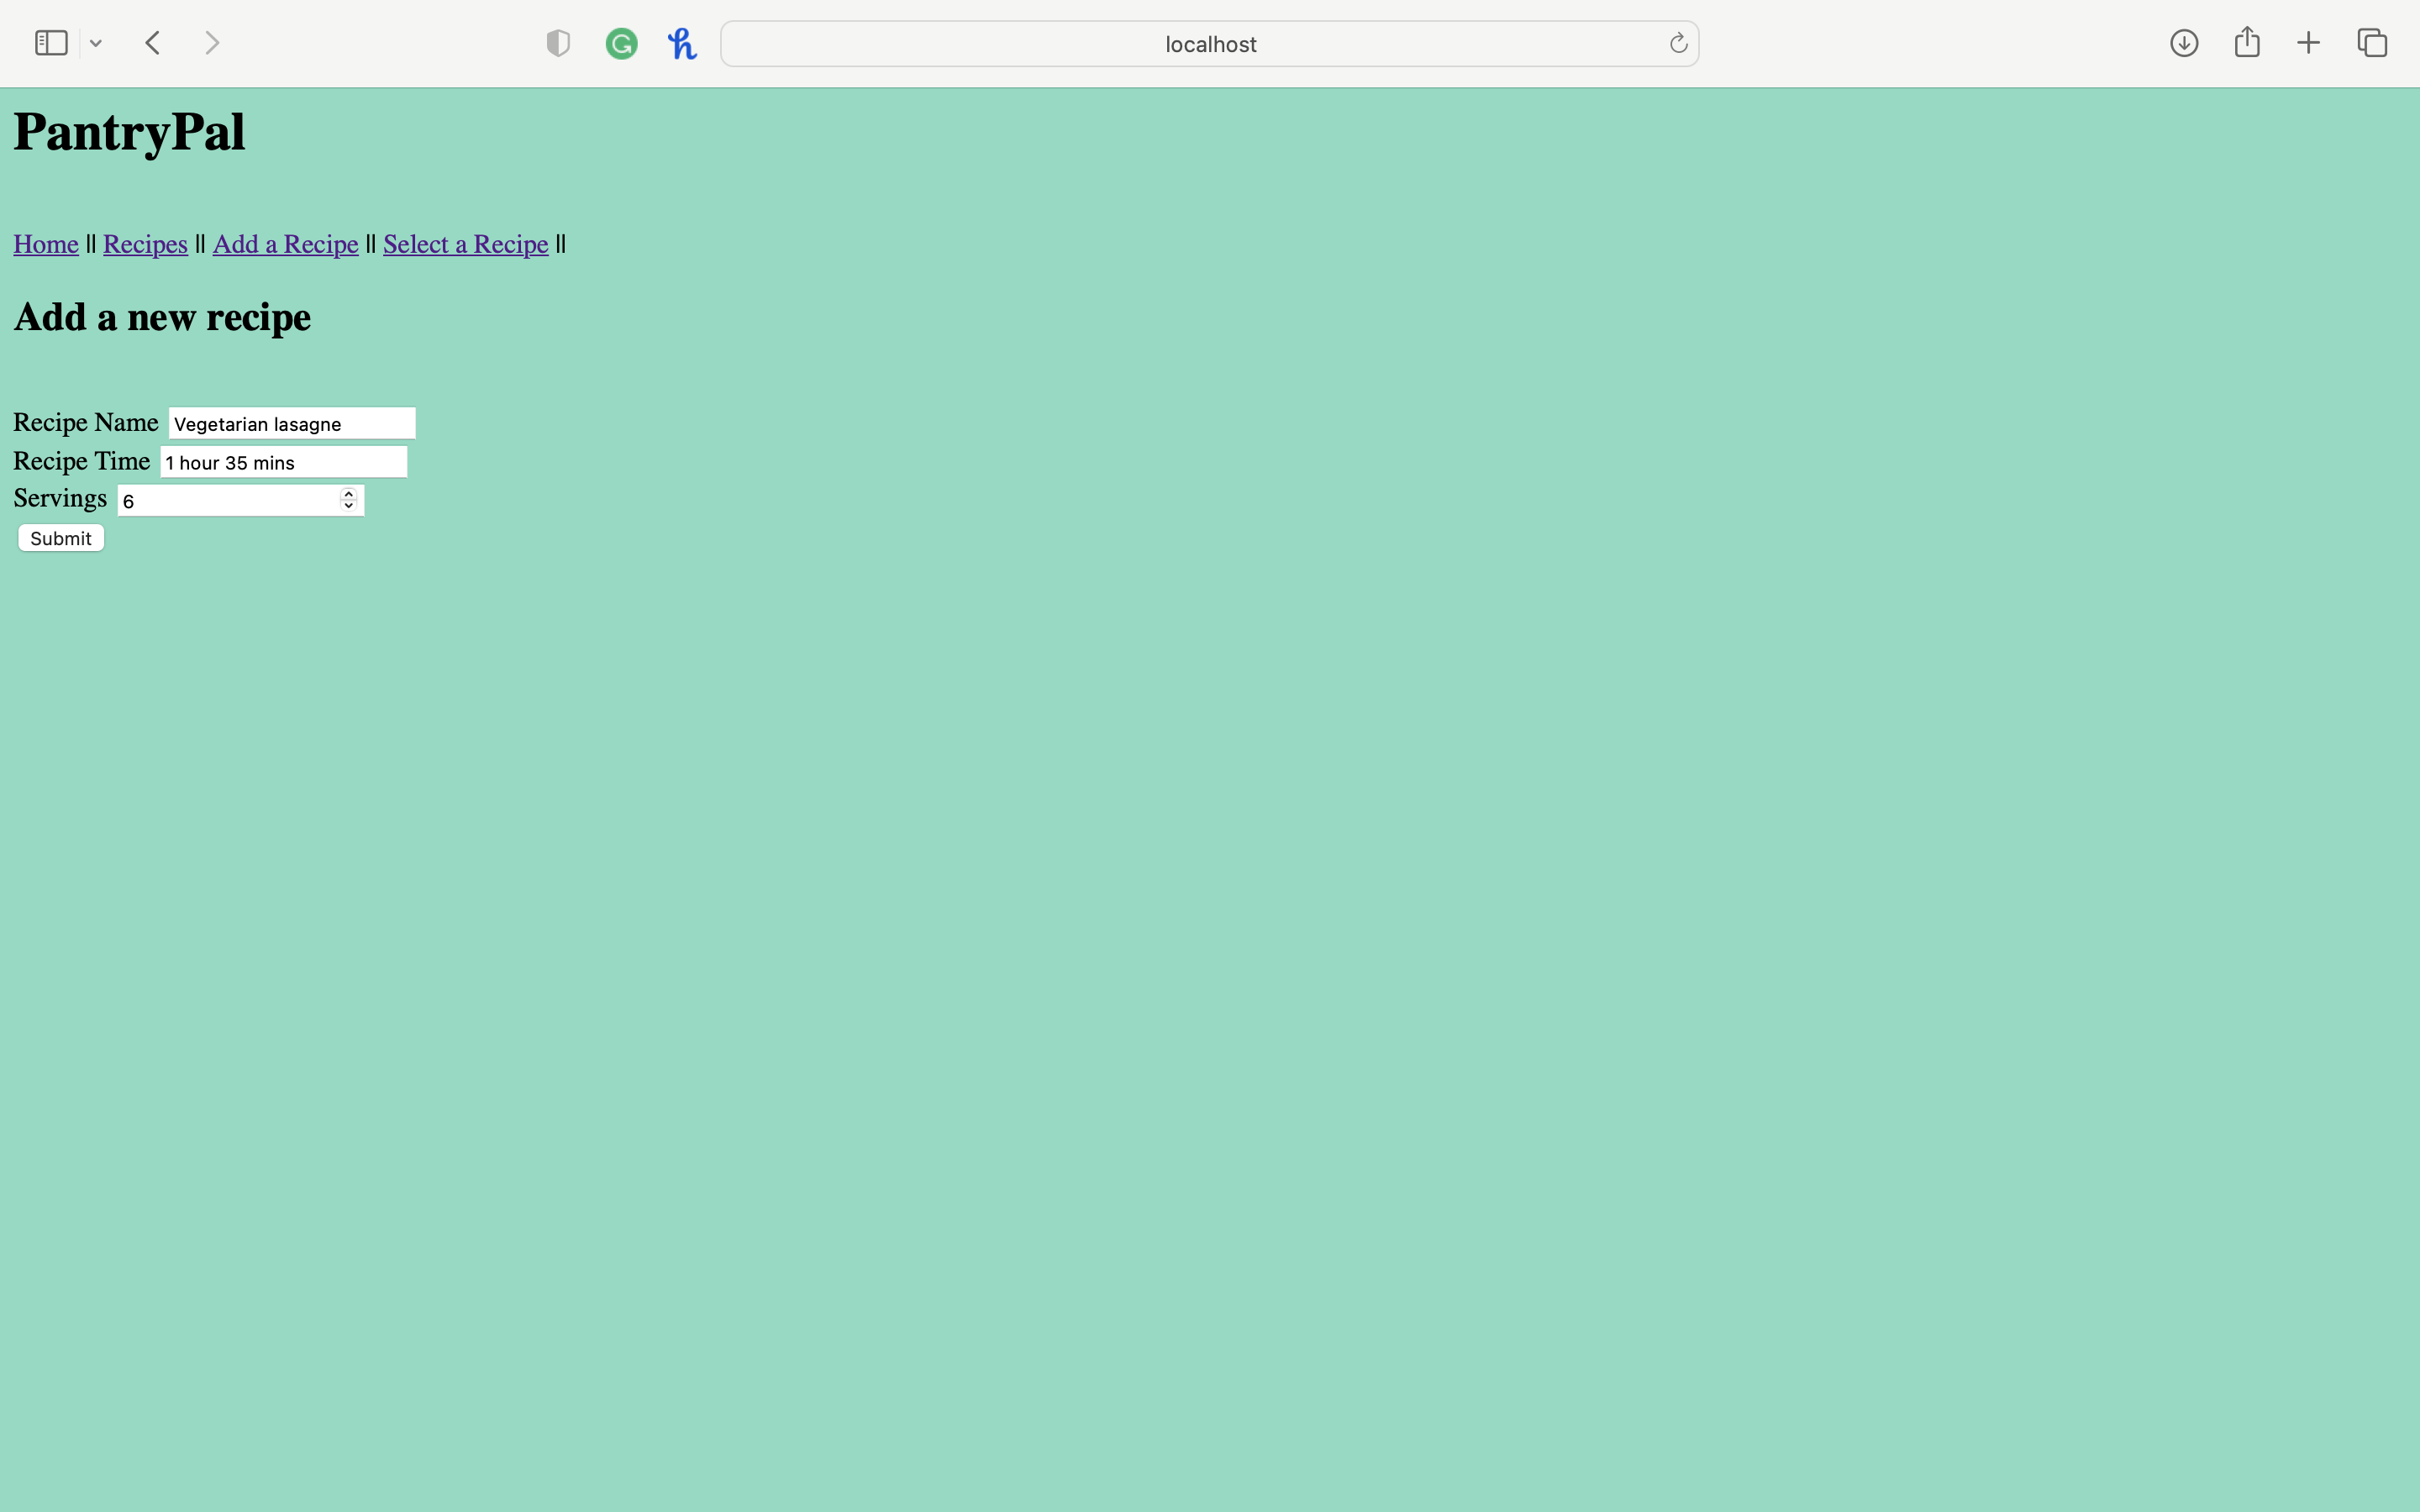 localhost
PantryPal
Home || Recipes || Add a Recipe || Select a Recipe ||
Add a new recipe
Recipe Name Vegetarian lasagne
Recipe Time 1 hour 35 mins
Servings 6
Submit